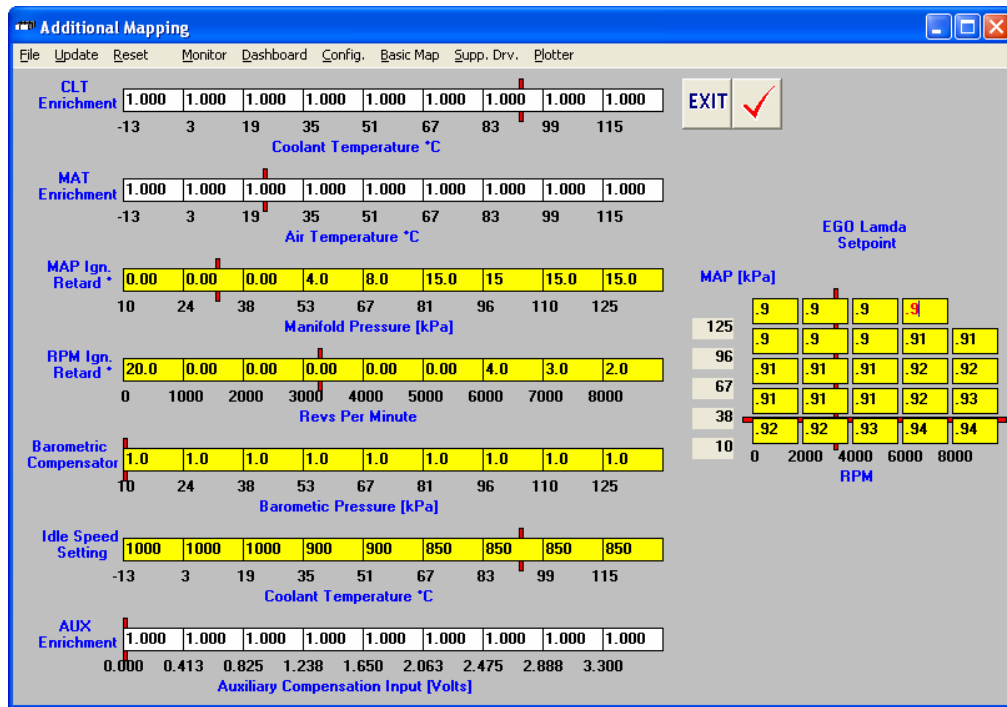 Additional Mapping
File Update Reset Monitor Dashboard Config. Basic Map Supp. Drv. Plotter
CLT
Enrichment 1.000 1.000 1.000 1.000 1.000 1.000 1.000 1.000 1.000
-13 3 19 35 51 67 83 99 115
Coolant Temperature *C
EXIT
MAT
Enrichment 1.000 1.000 1.000 1.000 1.000 1.000 1.000 1.000 1.000
-13 3 19 35 51 67 83 99 115
Air Temperature *C
MAP Ign.
Retard * 0.00 0.00 0.00 4.0 8.0 15.0 15 15.0 15.0
10 24 38 53 67 81 96 110 125
Manifold Pressure [kPa]
RPM Ign.
Retard * 20.0 0.00 0.00 0.00 0.00 0.00 4.0 3.0 2.0
0 1000 2000 3000 4000 5000 6000 7000 8000
Revs Per Minute
Barometric
Compensator 1.0 1.0 1.0 1.0 1.0 1.0 1.0 1.0 1.0
10 24 38 53 67 81 96 110 125
Barometic Pressure [kPa]
Idle Speed
Setting 1000 1000 1000 900 900 850 850 850 850
-13 3 19 35 51 67 83 99 115
Coolant Temperature *C
AUX
Enrichment 1.000 1.000 1.000 1.000 1.000 1.000 1.000 1.000 1.000
0.000 0.413 0.825 1.238 1.650 2.063 2.475 2.888 3.300
Auxiliary Compensation Input [Volts]
EGO Lamda
Setpoint
MAP [kPa]
.9 .9 .9 .9
125
.9 .9 .9 .91 .91
96
.91 .91 .91 .92 .92
67
.91 .91 .91 .92 .93
38
.92 .92 .93 .94 .94
10
0 2000 4000 6000 8000
RPM